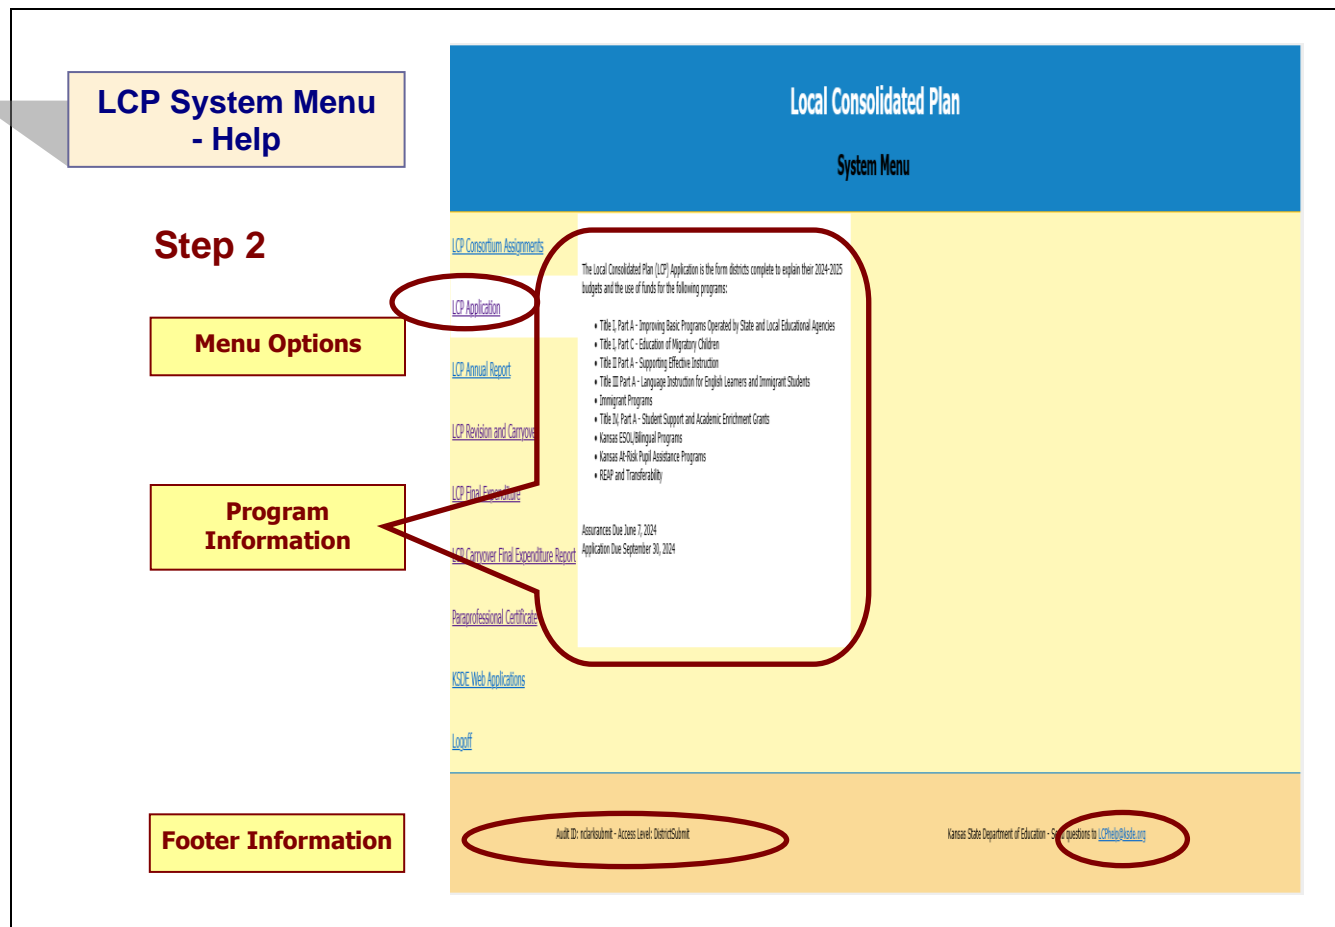 LCP System Menu
- Help
Step 2
Menu Options
Program
Information
Footer Information
Local Consolidated Plan
System Menu
LCP Consortium Assignments
LCP Application
LCP Annual Report
LCP Revision and Carryove
LCP Final Expenditure
LCP Carryover Final Expenditure Report
Paraprofessional Certificate
KSDE Web Applications
Logoff
The Local Consolidated Plan (LCP) Application is the form districts complete to explain their 2024-2025
budgets and the use of funds for the following programs:
• Title I, Part A - Improving Basic Programs Operated by State and Local Educational Agencies
• Title I, Part C - Education of Migratory Children
• Title II Part A - Supporting Effective Instruction
• Title III Part A - Language Instruction for English Learners and Immigrant Students
• Immigrant Programs
• Title IV, Part A - Student Support and Academic Enrichment Grants
• Kansas ESOL/Bilingual Programs
• Kansas At-Risk Pupil Assistance Programs
• REAP and Transferability
Assurances Due June 7, 2024
Application Due September 30, 2024
Audit ID: nclarksubmit - Access Level: DistrictSubmit
Kansas State Department of Education - Send questions to LCPhelp@ksde.org